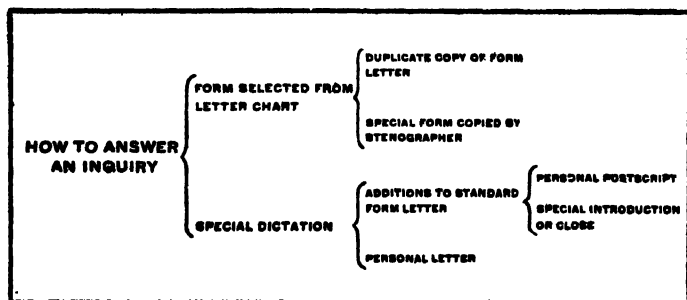 DUPLICATE COPY OF FORM
LETTER
FORM SELECTED FROM
LETTER CHART
SPECIAL FORM COPIED BY
STENOGRAPHER
HOW TO ANSWER
AN INQUIRY
PERSONAL POSTSCRIPT
ADDITIONS TO STANDARD
FORM LETTER
SPECIAL INTRODUCTION
OR CLOSE
SPECIAL DICTATION
PERSONAL LETTER